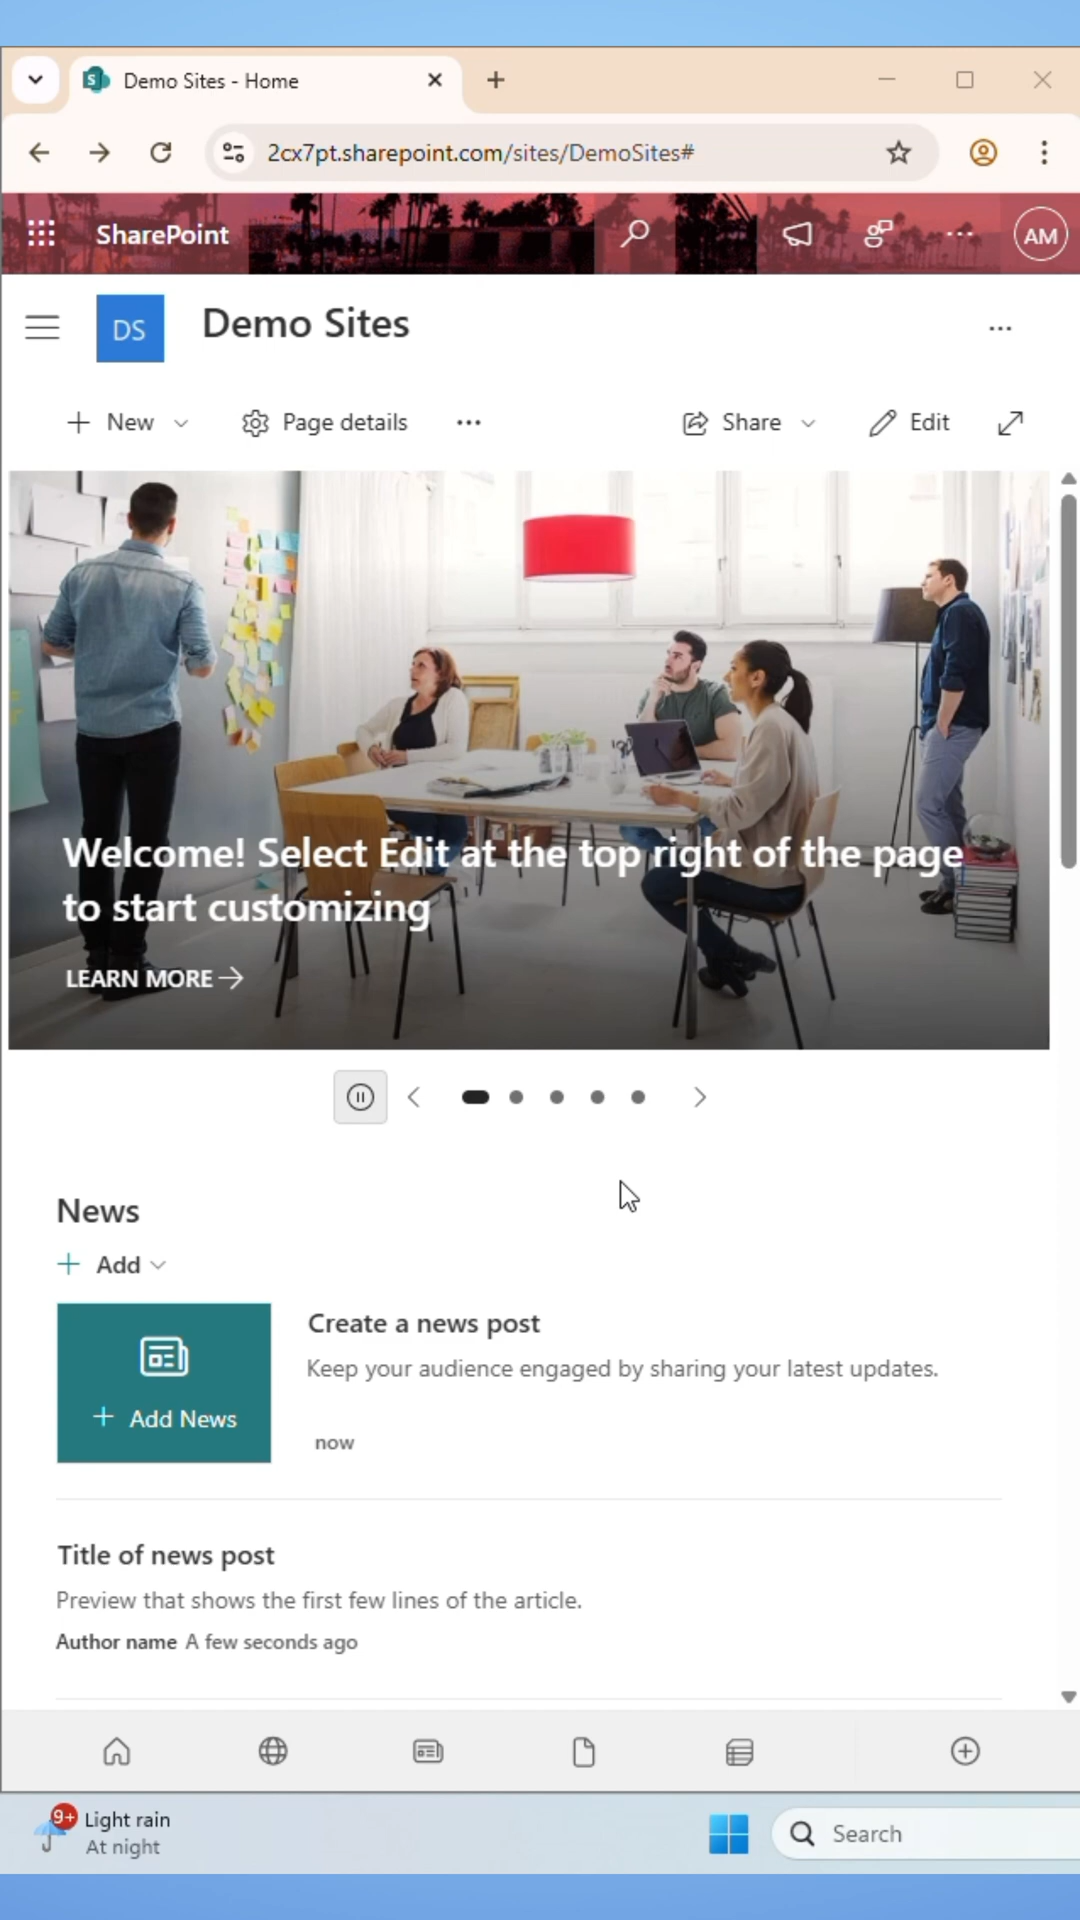 Demo Sites - Home
2cx7pt.sharepoint.com/sites/DemoSites#
SharePoint
AM
DS
Demo Sites
New
Page details
Share
Edit
Welcome! Select Edit at the top right of the page
to start customizing
LEARN MORE
News
Add
Create a news post
Keep your audience engaged by sharing your latest updates.
Add News
now
Title of news post
Preview that shows the first few lines of the article.
Author name A few seconds ago
9+
Light rain
At night
Search